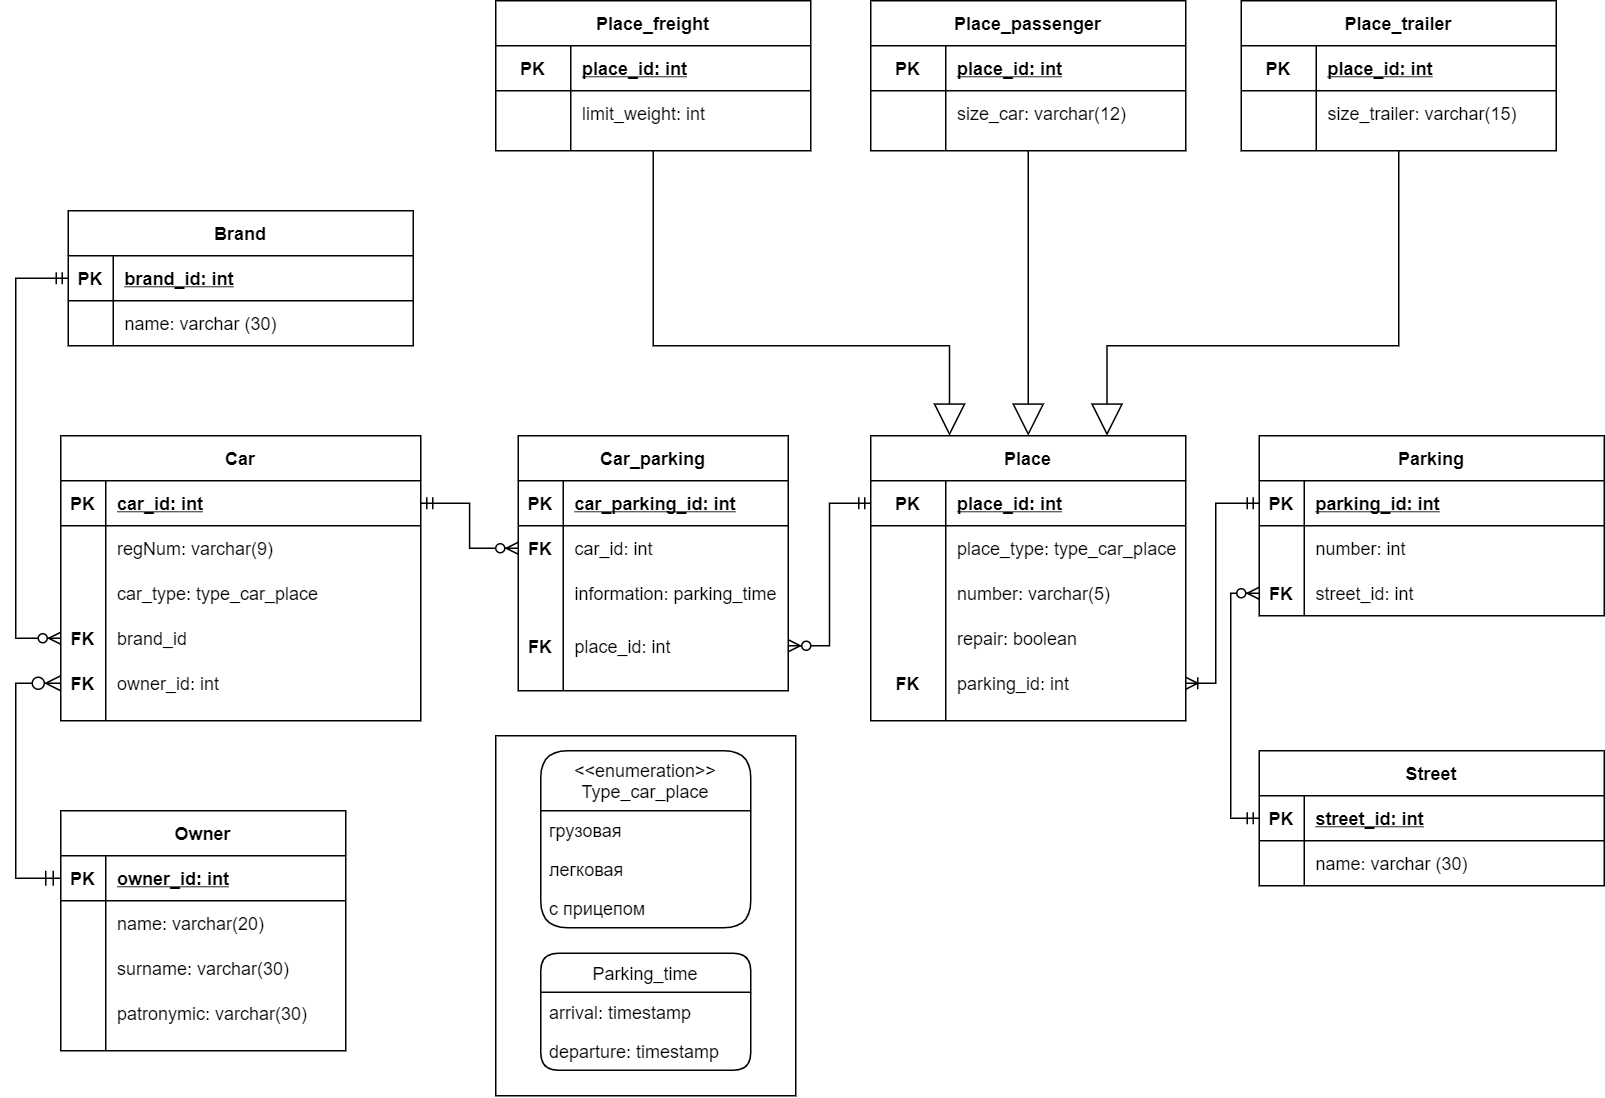 Place_freight
PK place_id: int
limit_weight: int
Place_passenger
PK place_id: int
size_car: varchar(12)
Place_trailer
PK place_id: int
size_trailer: varchar(15)
Brand
PK brand_id: int
name: varchar (30)
Car
PK car_id: int
regNum: varchar(9)
car_type: type_car_place
FK brand_id
FK owner_id: int
Car_parking
PK car_parking_id: int
FK car_id: int
information: parking_time
FK place_id: int
Place
PK place_id: int
place_type: type_car_place
number: varchar(5)
repair: boolean
FK parking_id: int
Parking
PK parking_id: int
number: int
FK street_id: int
Owner
PK owner_id: int
name: varchar(20)
surname: varchar(30)
patronymic: varchar(30)
<<enumeration>>
Type_car_place
грузовая
легковая
с прицепом
Parking_time
arrival: timestamp
departure: timestamp
Street
PK street_id: int
name: varchar (30)